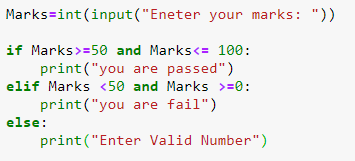 Marks=int(input("Eneter your marks: "))
if Marks>=50 and Marks<= 100:
    print("you are passed")
elif Marks <50 and Marks >=0:
    print("you are fail")
else:
    print("Enter Valid Number")